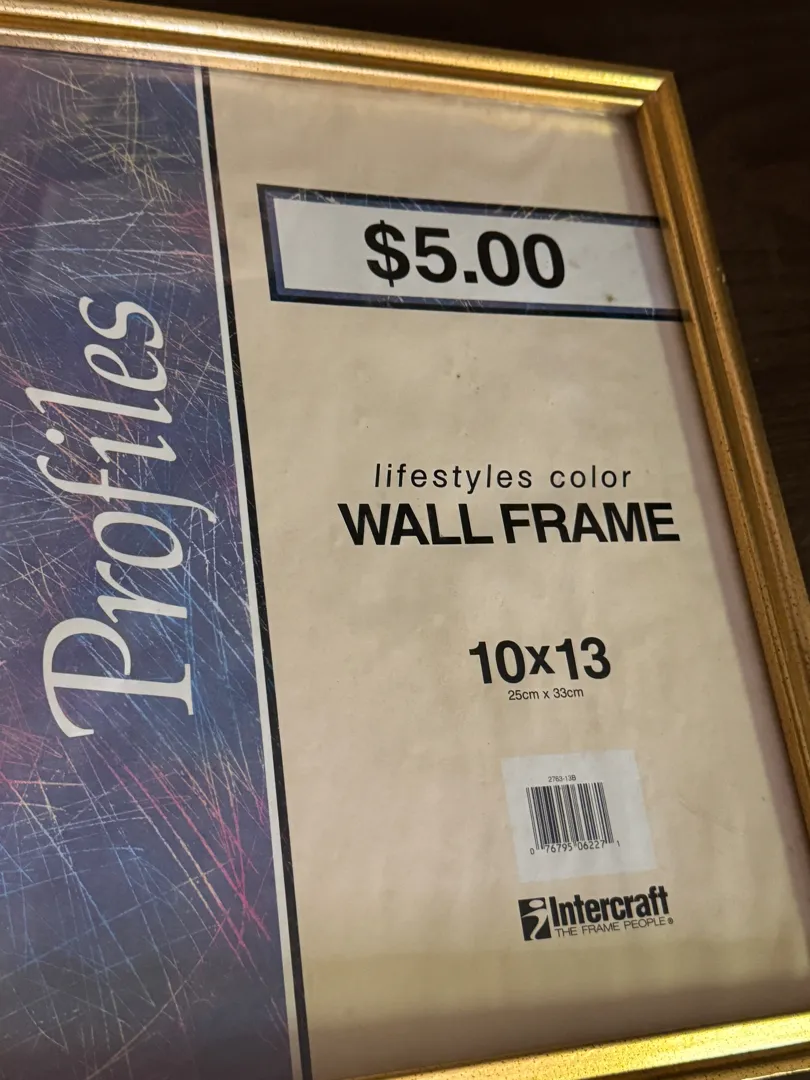 Profiles
$5.00
lifestyles color
WALL FRAME
10x13
25cm x 33cm
2763-13B
0 76795 06227 1
Intercraft
THE FRAME PEOPLE®